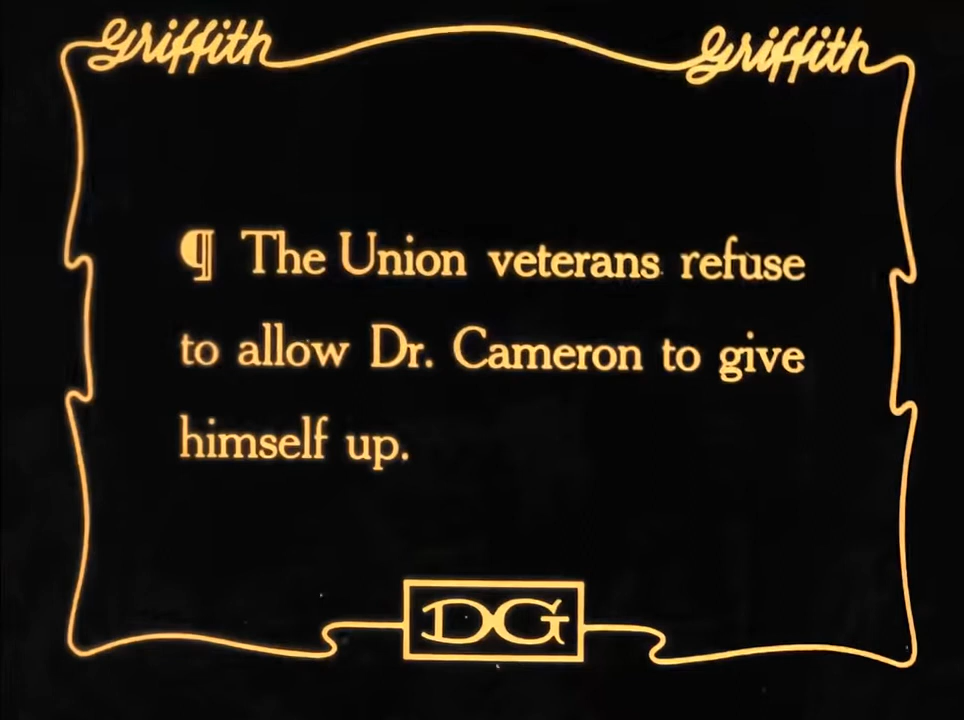 Griffith Griffith
¶ The Union veterans refuse
to allow Dr. Cameron to give
himself up.
DG